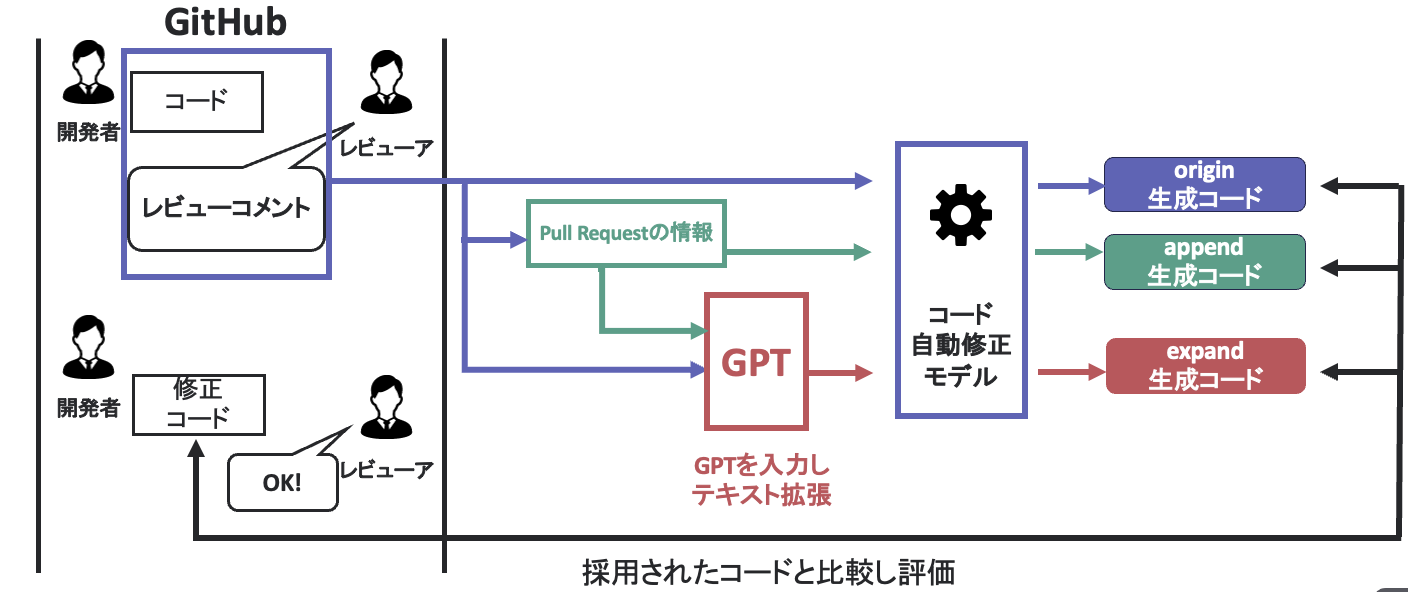 GitHub
開発者
コード
レビューア
レビューコメント
開発者
修正
コード
レビューア
OK!
Pull Requestの情報
GPT
GPTを入力し
テキスト拡張
コード
自動修正
モデル
origin
生成コード
append
生成コード
expand
生成コード
採用されたコードと比較し評価